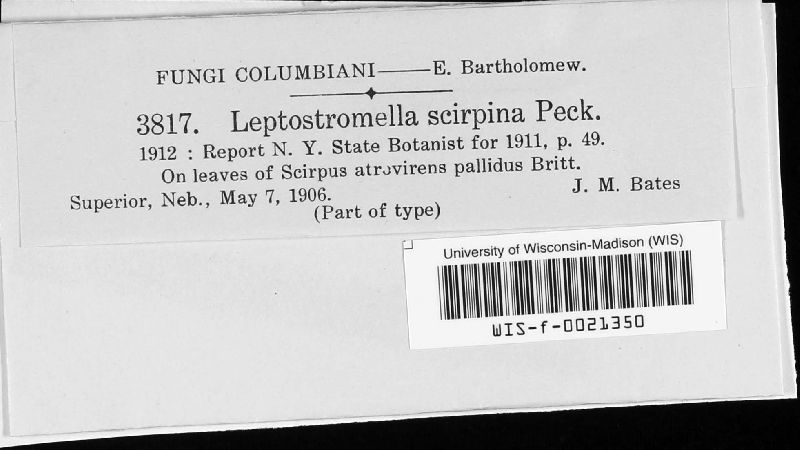 FUNGI COLUMBIANI——E. Bartholomew.
3817. Leptostromella scirpina Peck.
1912 : Report N. Y. State Botanist for 1911, p. 49.
On leaves of Scirpus atrovirens pallidus Britt.
Superior, Neb., May 7, 1906. J. M. Bates
(Part of type)
University of Wisconsin-Madison (WIS)
WIS-f-0021350